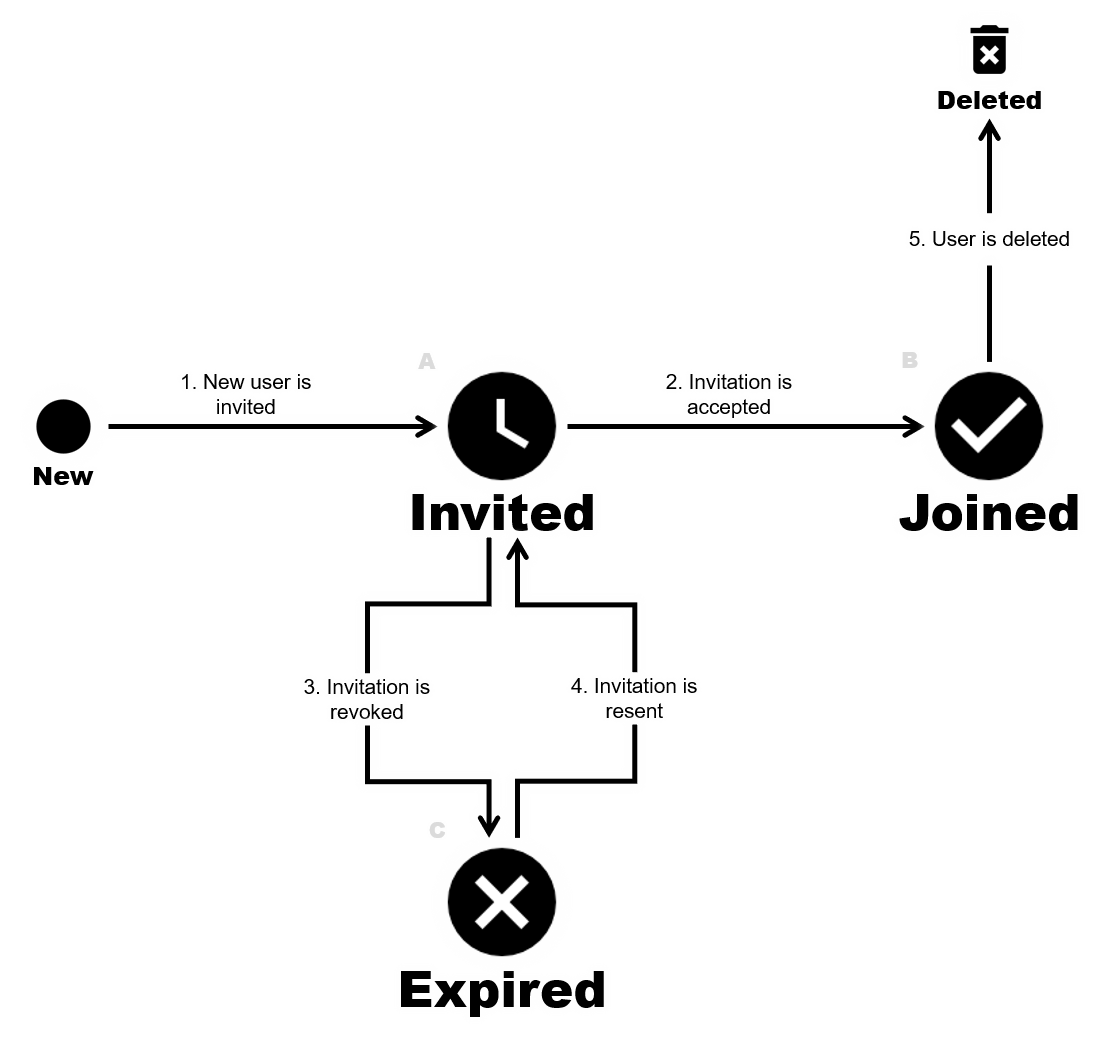 Deleted
5. User is deleted
A
B
1. New user is
invited
2. Invitation is
accepted
New
Invited
Joined
3. Invitation is
revoked
4. Invitation is
resent
C
Expired